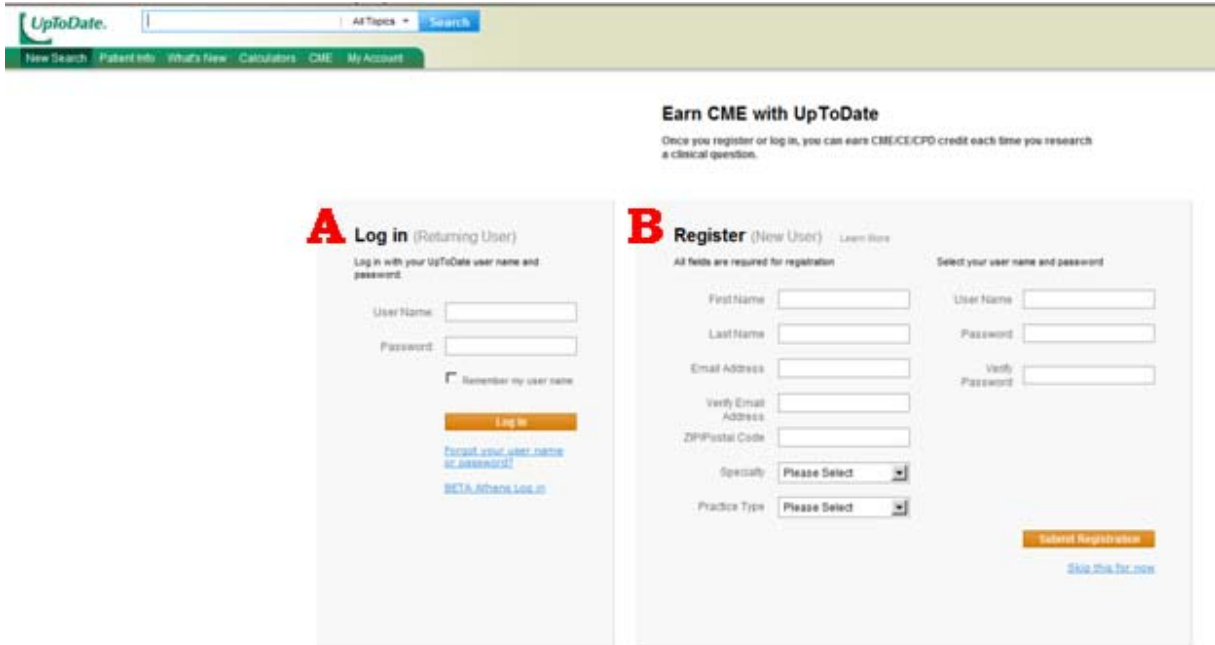 UpToDate.
All Topics
Search
New Search Patient Info What's New Calculators CME My Account
Earn CME with UpToDate
Once you register or log in, you can earn CME/CE/CPD credit each time you research
a clinical question.
A
Log in (Returning User)
Log in with your UpToDate user name and
password.
User Name
Password
Remember my user name
Log in
Forgot your user name
or password?
BETA Athens Log in
B
Register (New User) Learn More
All fields are required for registration
First Name
Last Name
Email Address
Verify Email
Address
ZIP/Postal Code
Specialty Please Select
Practice Type Please Select
Select your user name and password
User Name
Password
Verify
Password
Submit Registration
Skip this for now